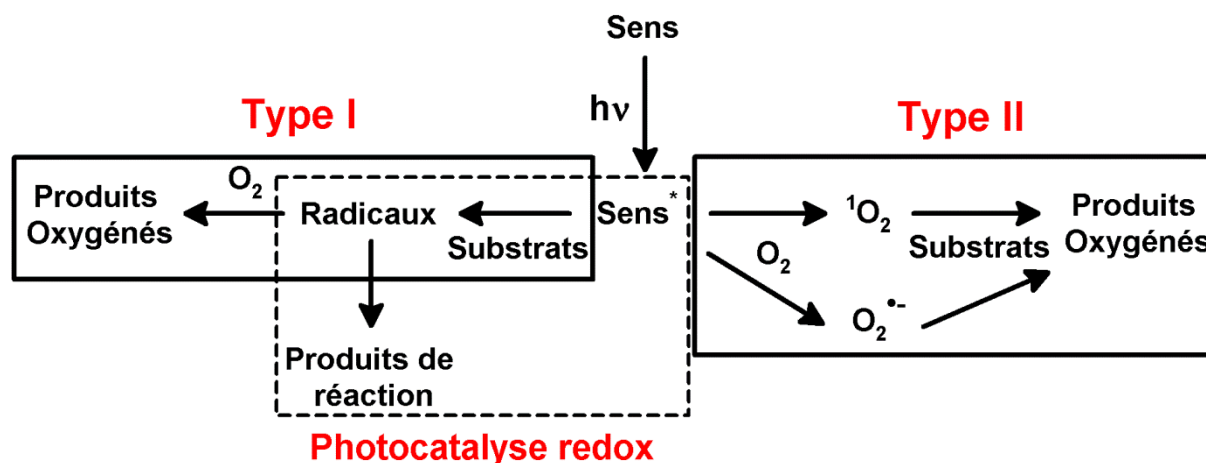 Sens
hν
Type I
Type II
Produits
Oxygénés
O₂
Radicaux
Substrats
Sens*
O₂
¹O₂
Substrats
Produits
Oxygénés
O₂•-
Produits de
réaction
Photocatalyse redox